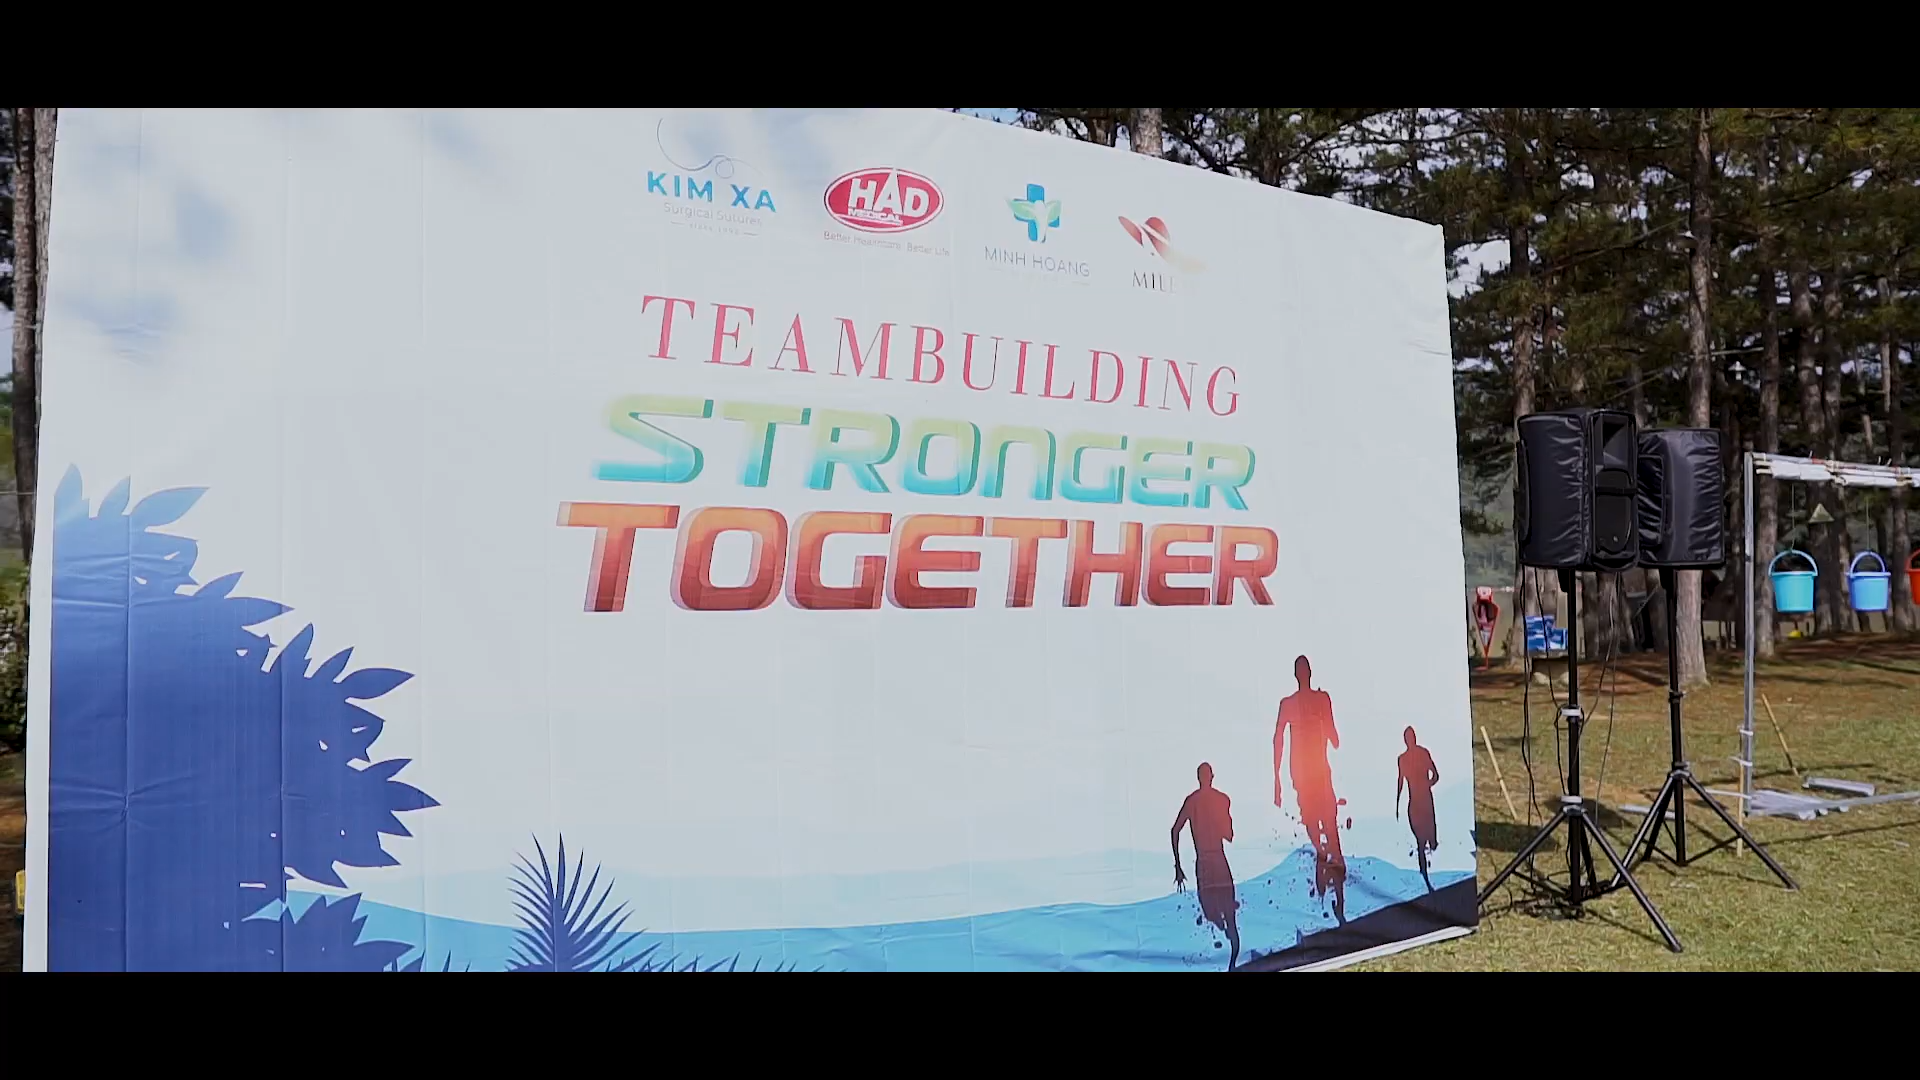 KIM XA
Surgical Sutures
HAD
MEDICAL
Better Healthcare, Better Life
MINH HOANG
TEAMBUILDING
STRONGER
TOGETHER